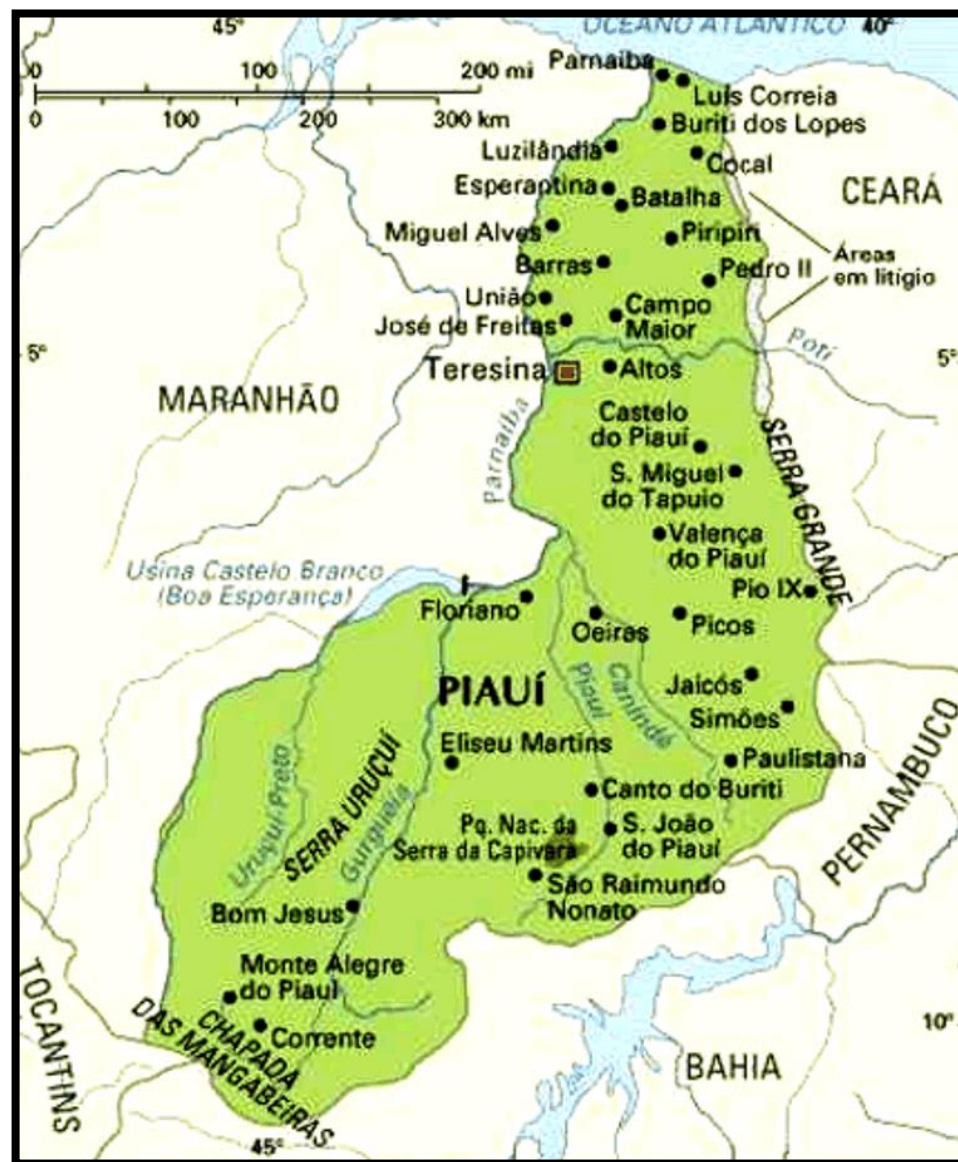 OCEANO ATLÂNTICO
45°
40°
0 100 200 mi
0 100 200 300 km
Parnaíba
Luís Correia
Buriti dos Lopes
Luzilândia
Cocal
Esperantina
Batalha
CEARÁ
Miguel Alves
Piripiri
Áreas
em litígio
Barras
Pedro II
União
Campo
Maior
José de Freitas
5°
5°
Poti
Teresina
Altos
MARANHÃO
Castelo
do Piauí
Parnaíba
SERRA GRANDE
S. Miguel
do Tapuio
Valença
do Piauí
Usina Castelo Branco
(Boa Esperança)
Pio IX
Floriano
Oeiras
Picos
PIAUÍ
Piauí
Canindé
Jaicós
Simões
Eliseu Martins
Paulistana
PERNAMBUCO
Uruçuí Preto
SERRA URUÇUÍ
Gurguéia
Canto do Buriti
Pq. Nac. da
Serra da Capivara
S. João
do Piauí
São Raimundo
Nonato
Bom Jesus
Monte Alegre
do Piauí
TOCANTINS
CHAPADA
DAS MANGABEIRAS
Corrente
10°
BAHIA
45°